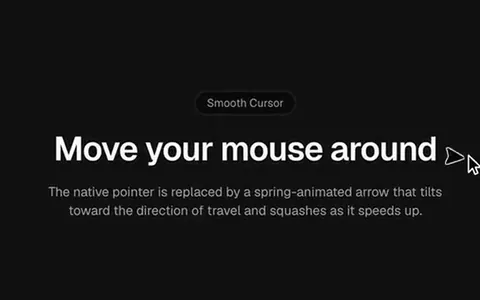 Smooth Cursor
Move your mouse around
The native pointer is replaced by a spring-animated arrow that tilts
toward the direction of travel and squashes as it speeds up.